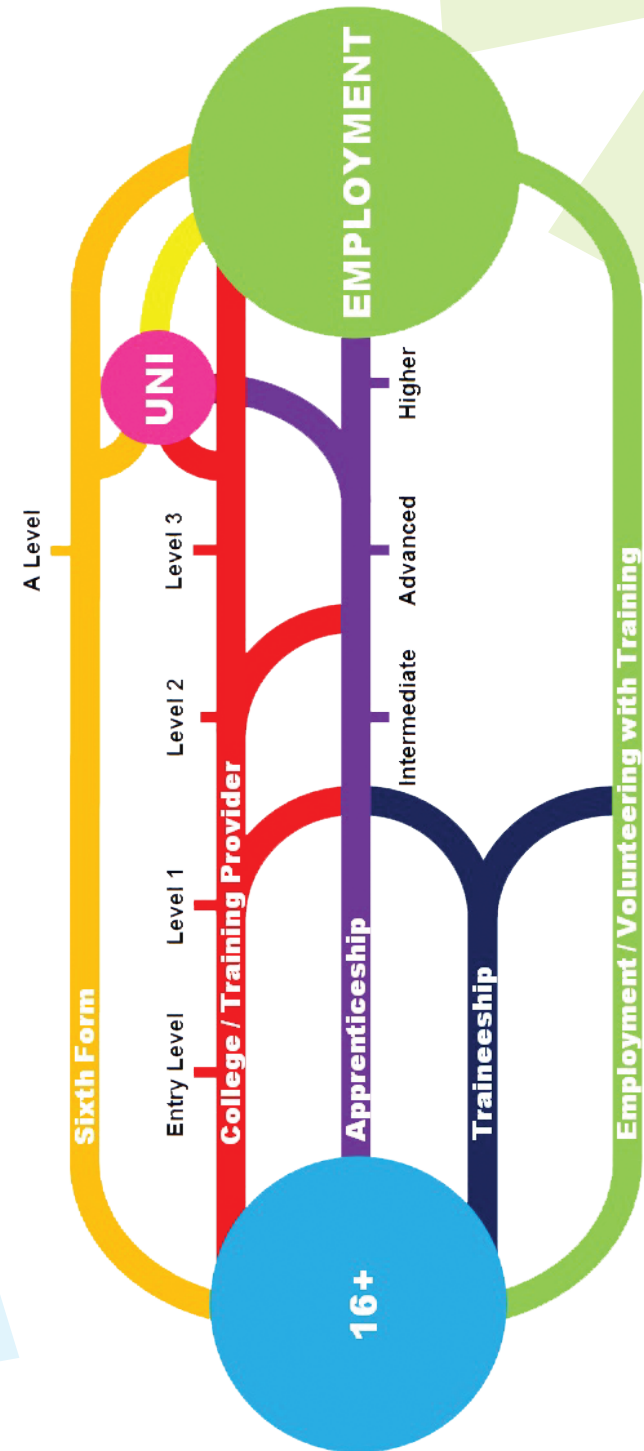 A Level
Sixth Form
UNI
Entry Level
Level 1
Level 2
Level 3
College / Training Provider
16+
Apprenticeship
EMPLOYMENT
Intermediate
Advanced
Higher
Traineeship
Employment / Volunteering with Training